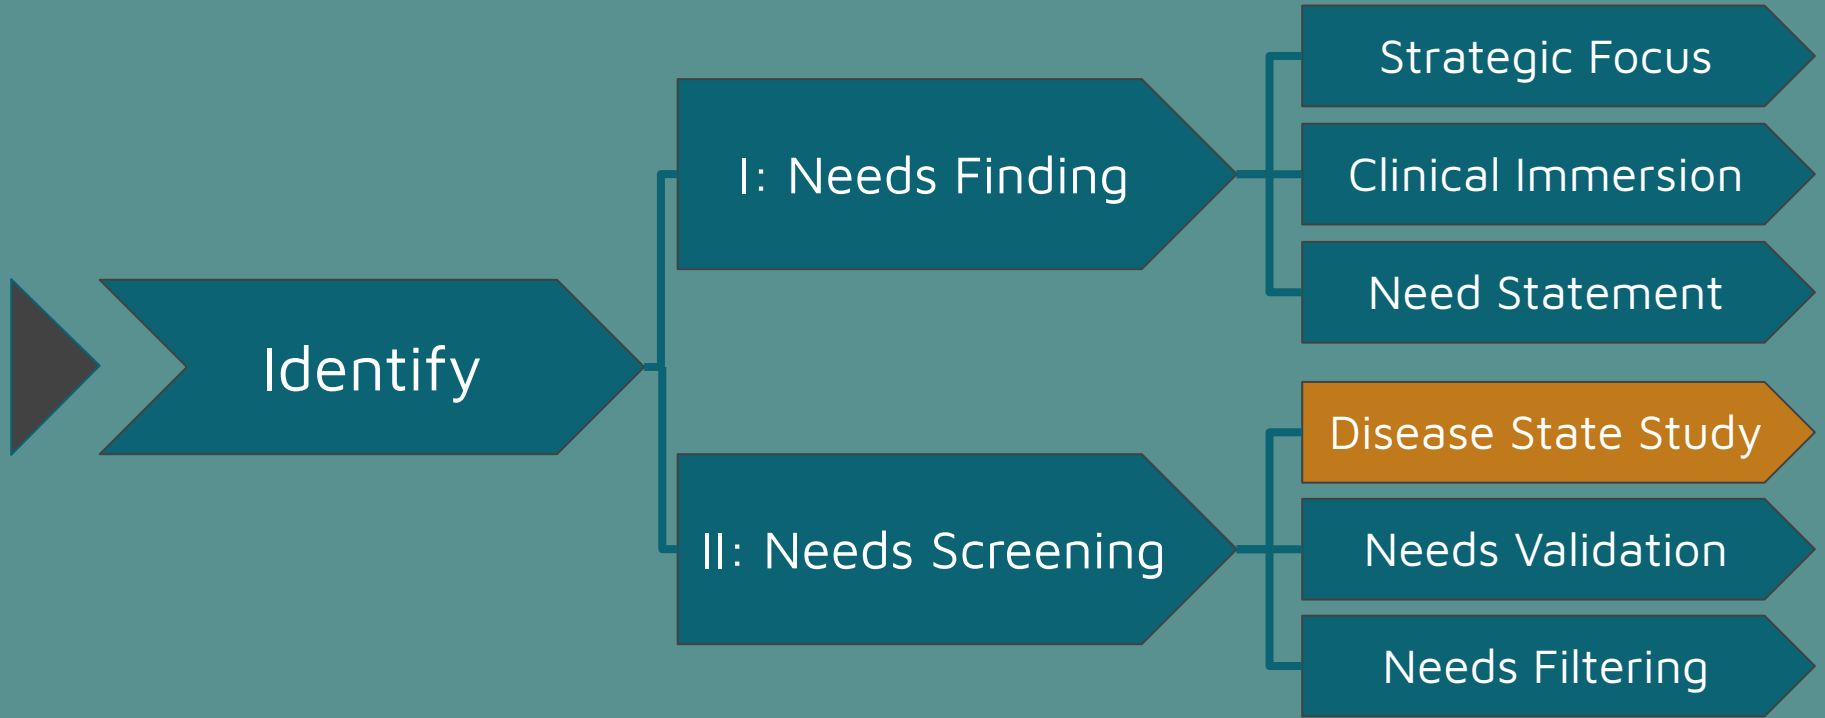 Identify
I: Needs Finding
Strategic Focus
Clinical Immersion
Need Statement
II: Needs Screening
Disease State Study
Needs Validation
Needs Filtering